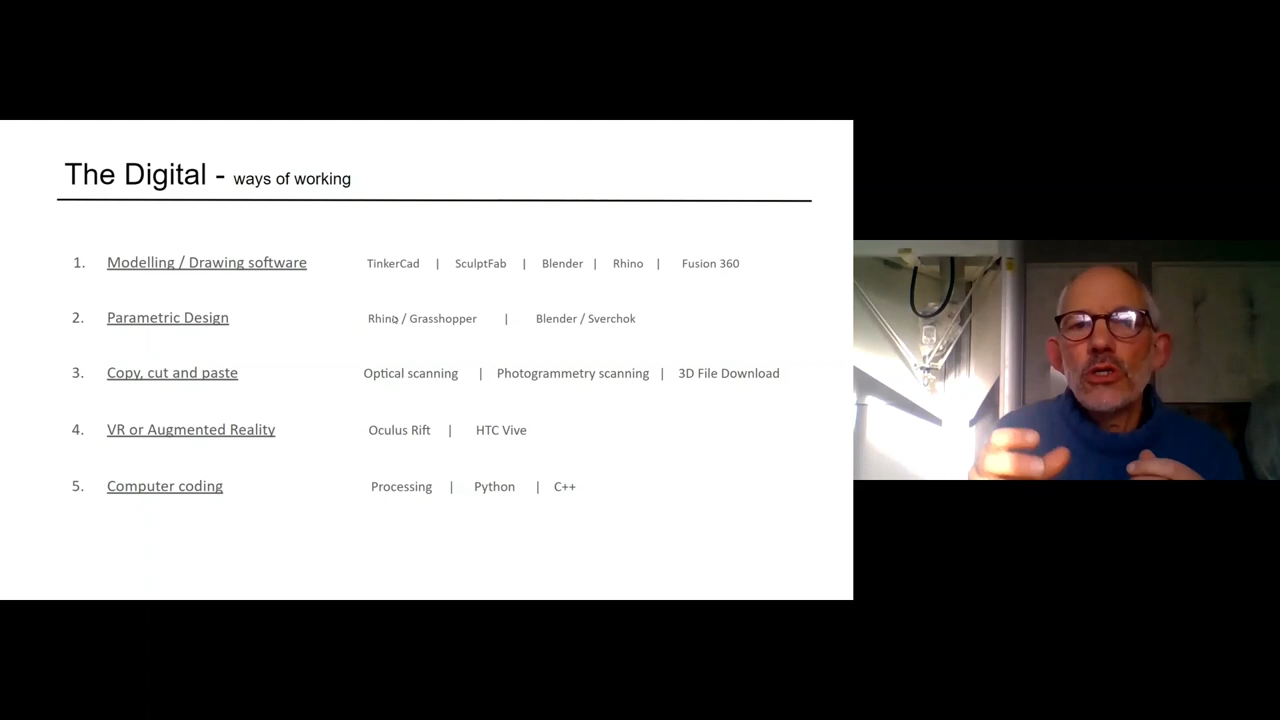 The Digital - ways of working
1. Modelling / Drawing software TinkerCad | SculptFab | Blender | Rhino | Fusion 360
2. Parametric Design Rhino / Grasshopper | Blender / Sverchok
3. Copy, cut and paste Optical scanning | Photogrammetry scanning | 3D File Download
4. VR or Augmented Reality Oculus Rift | HTC Vive
5. Computer coding Processing | Python | C++